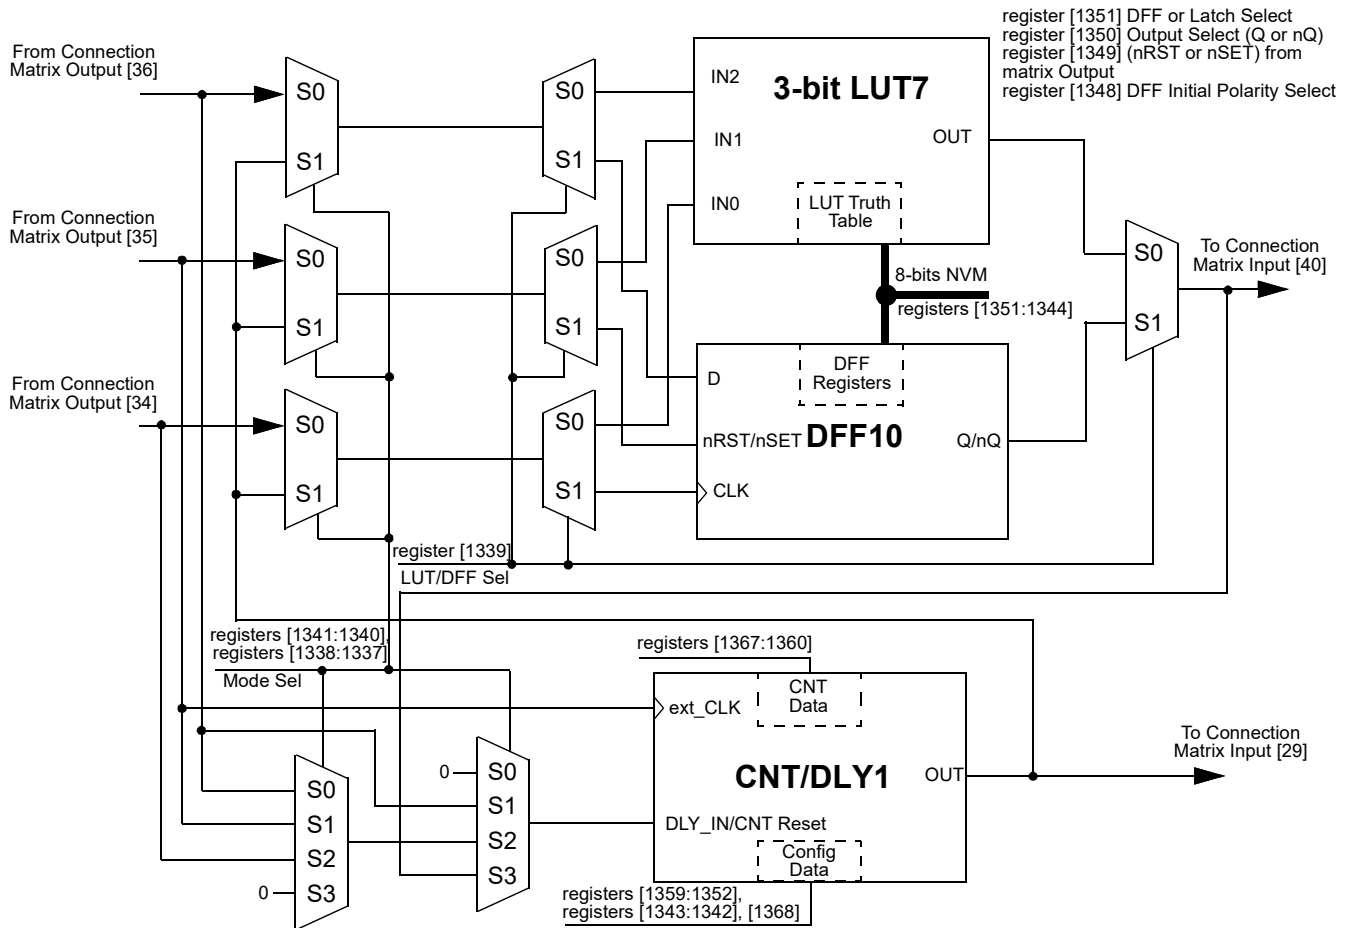 register [1351] DFF or Latch Select
register [1350] Output Select (Q or nQ)
register [1349] (nRST or nSET) from
matrix Output
register [1348] DFF Initial Polarity Select
From Connection
Matrix Output [36]
S0
S1
S0
S1
IN2
IN1
IN0
3-bit LUT7
OUT
LUT Truth
Table
From Connection
Matrix Output [35]
S0
S1
S0
S1
8-bits NVM
registers [1351:1344]
S0
S1
To Connection
Matrix Input [40]
From Connection
Matrix Output [34]
S0
S1
S0
S1
D
nRST/nSET
CLK
DFF
Registers
DFF10
Q/nQ
register [1339]
LUT/DFF Sel
registers [1341:1340],
registers [1338:1337]
Mode Sel
registers [1367:1360]
CNT
Data
ext_CLK
CNT/DLY1
OUT
To Connection
Matrix Input [29]
DLY_IN/CNT Reset
Config
Data
0
S0
S1
S2
S3
S0
S1
S2
0
S3
registers [1359:1352],
registers [1343:1342], [1368]